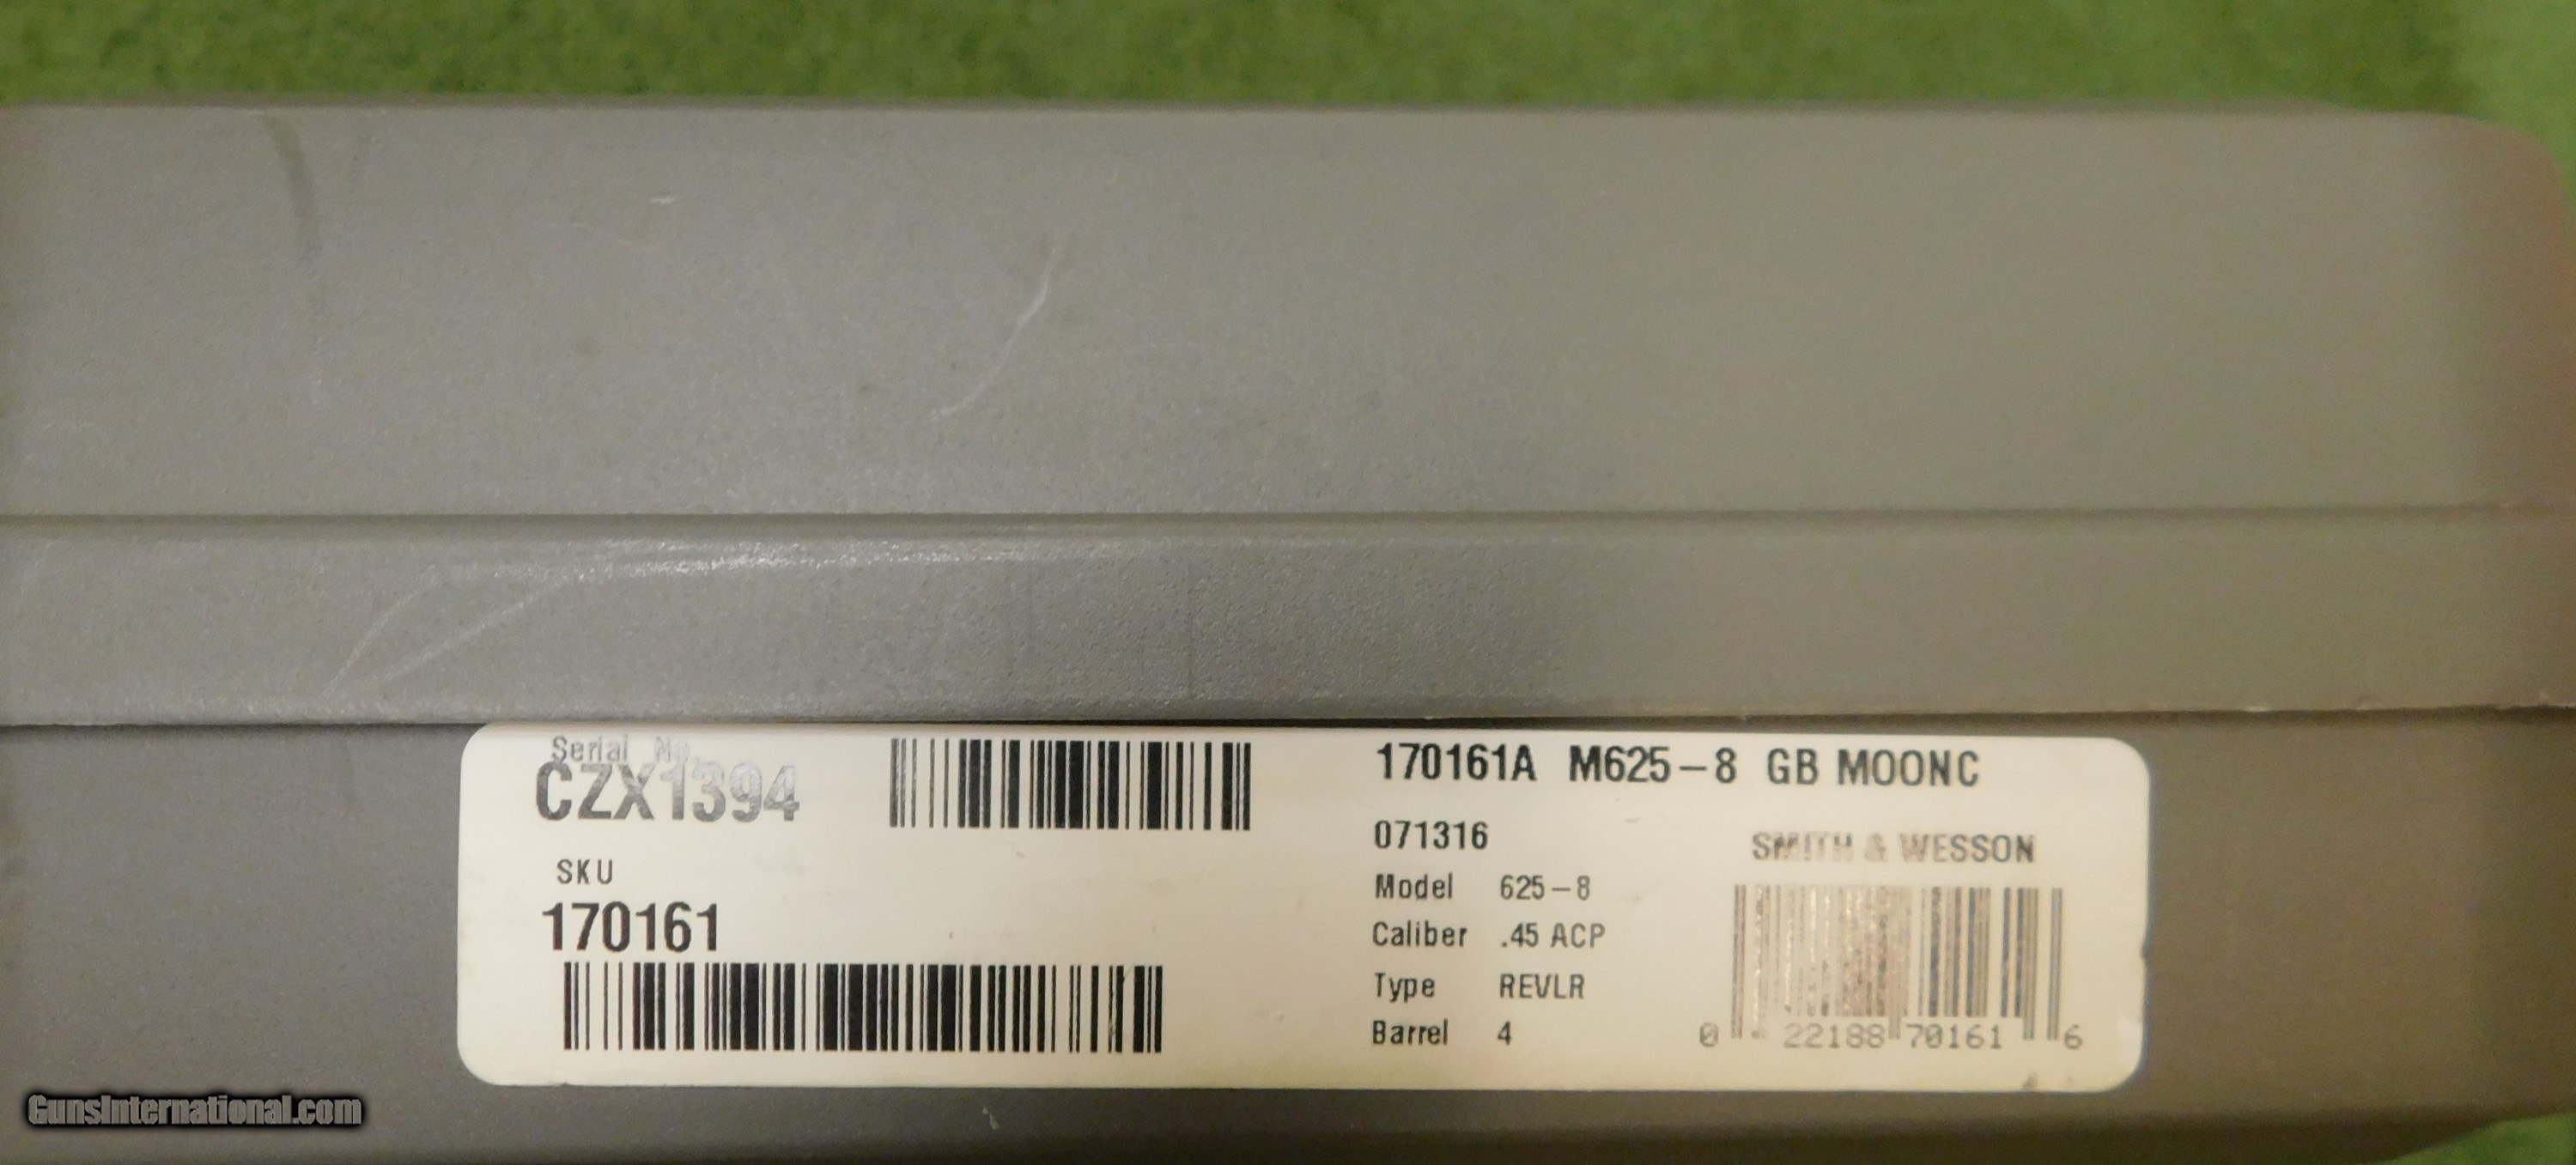 Serial No.
CZX1394
SKU
170161
170161A M625-8 GB MOONC
071316
SMITH & WESSON
Model 625-8
Caliber .45 ACP
Type REVLR
Barrel 4
0 22188 70161 6
GunsInternational.com